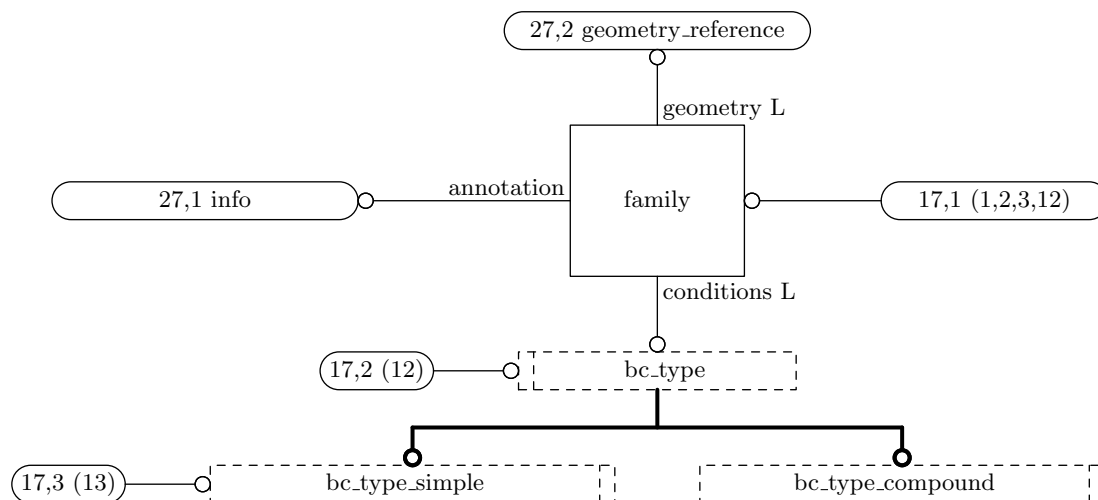 27,2 geometry_reference
geometry L
annotation
27,1 info
family
17,1 (1,2,3,12)
conditions L
17,2 (12)
bc_type
17,3 (13)
bc_type_simple
bc_type_compound